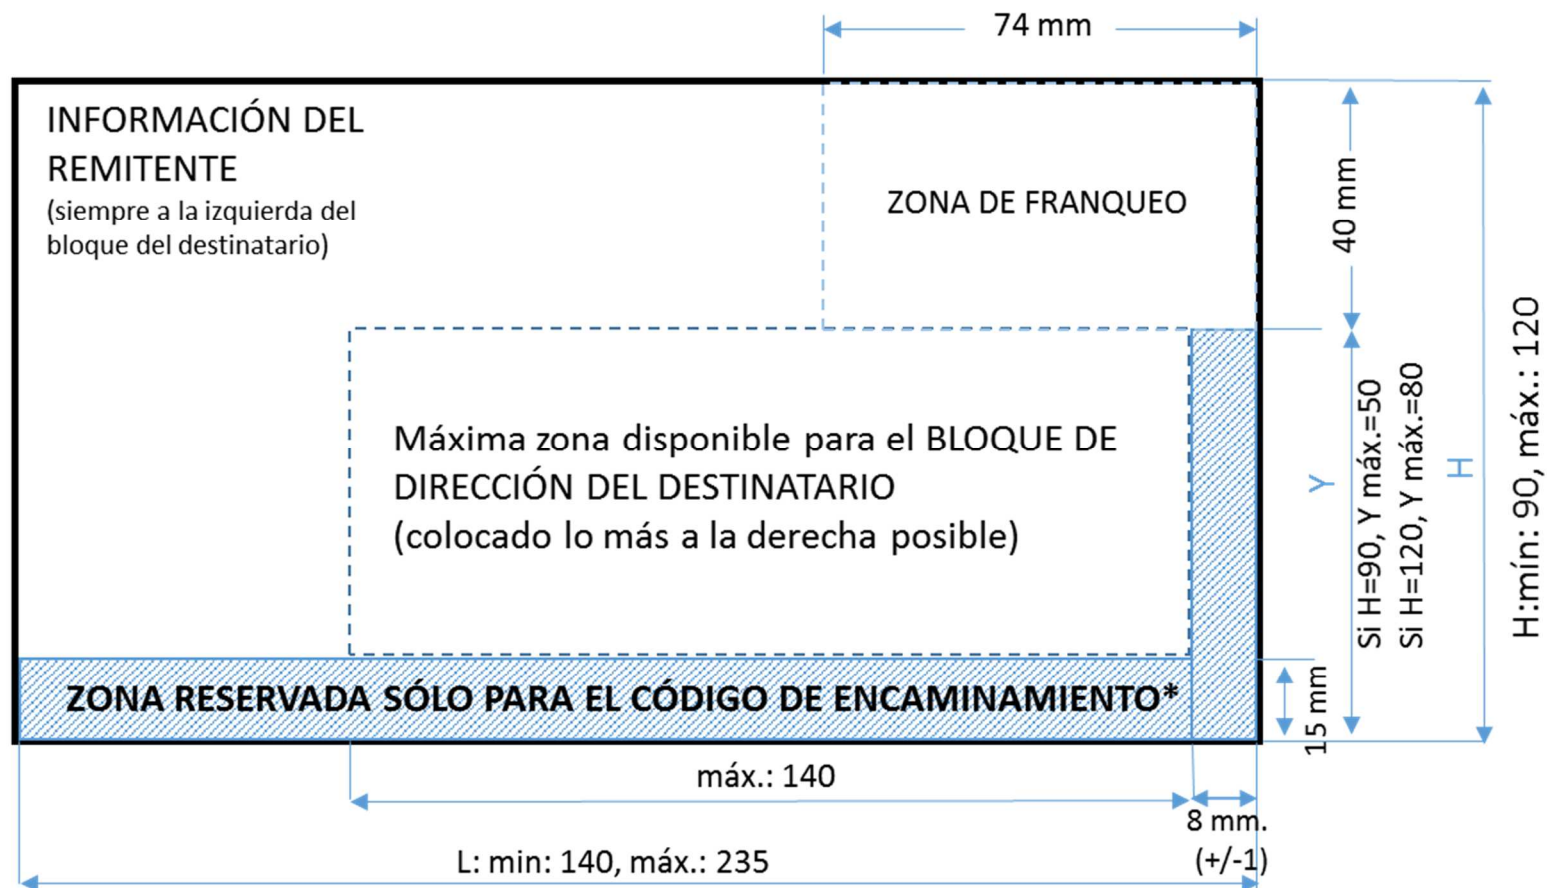 74 mm
INFORMACIÓN DEL
REMITENTE
(siempre a la izquierda del
bloque del destinatario)
ZONA DE FRANQUEO
40 mm
Máxima zona disponible para el BLOQUE DE
DIRECCIÓN DEL DESTINATARIO
(colocado lo más a la derecha posible)
Y
Si H=90, Y máx.=50
Si H=120, Y máx.=80
H
H:mín: 90, máx.: 120
ZONA RESERVADA SÓLO PARA EL CÓDIGO DE ENCAMINAMIENTO*
15 mm
máx.: 140
8 mm.
(+/-1)
L: min: 140, máx.: 235